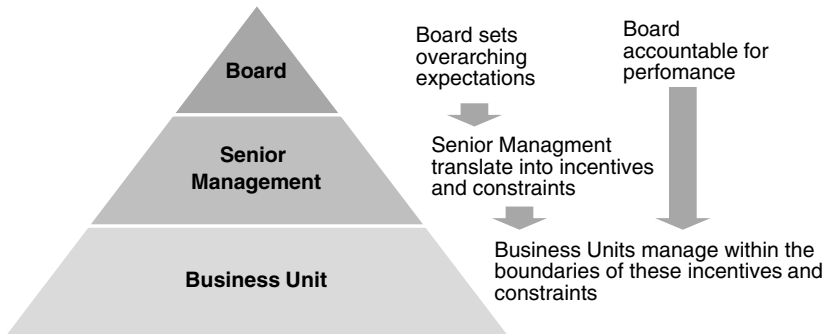 Board
Senior
Management
Business Unit
Board sets
overarching
expectations
Board
accountable for
perfomance
Senior Managment
translate into incentives
and constraints
Business Units manage within the
boundaries of these incentives and
constraints